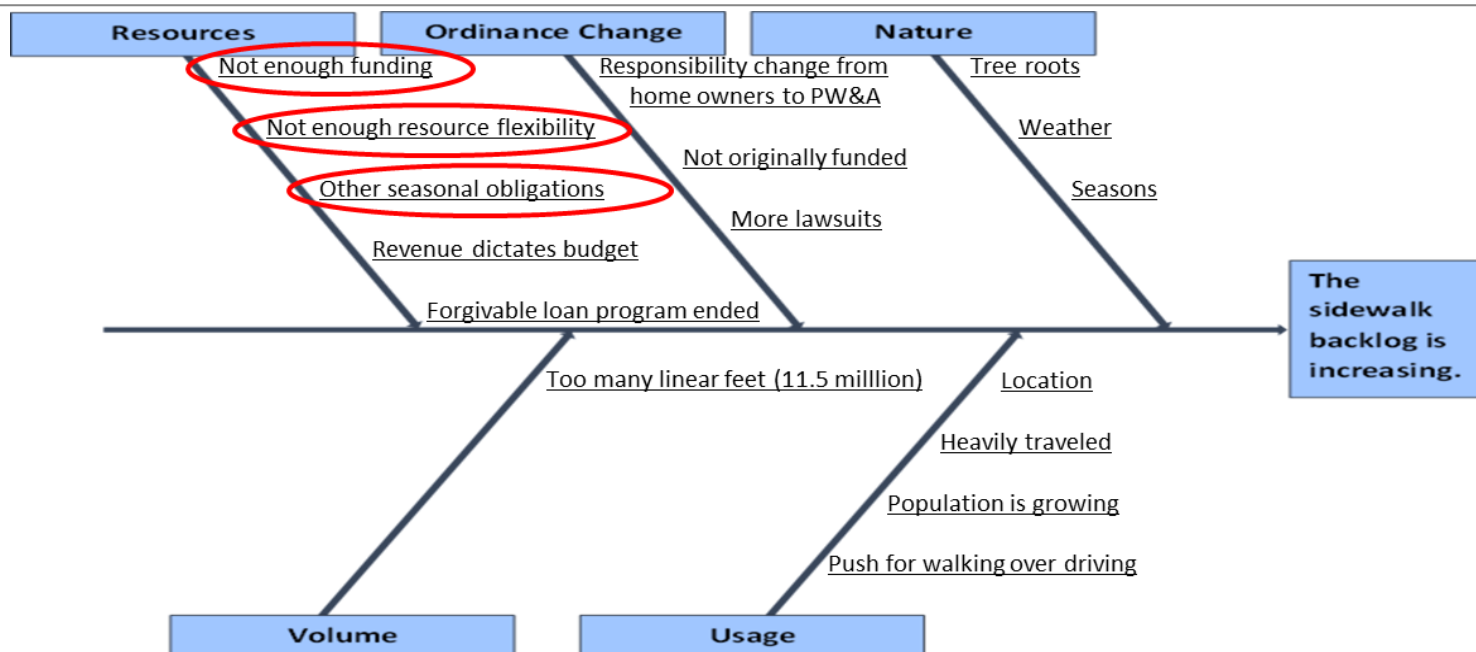 Resources
Ordinance Change
Nature
Not enough funding
Not enough resource flexibility
Other seasonal obligations
Revenue dictates budget
Forgivable loan program ended
Responsibility change from
home owners to PW&A
Not originally funded
More lawsuits
Tree roots
Weather
Seasons
The
sidewalk
backlog is
increasing.
Too many linear feet (11.5 milllion)
Location
Heavily traveled
Population is growing
Push for walking over driving
Volume
Usage